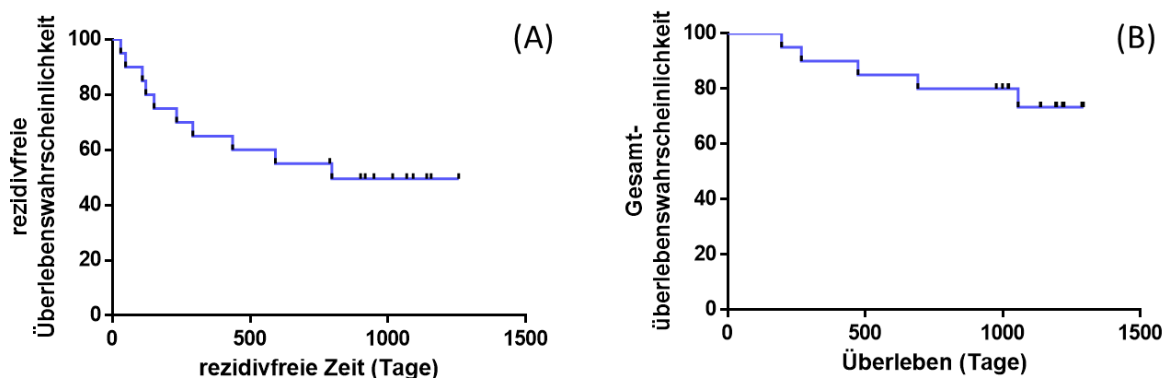 (A)
rezidivfreie
Überlebenswahrscheinlichkeit
100
80
60
40
20
0
0 500 1000 1500
rezidivfreie Zeit (Tage)
(B)
Gesamt-
überlebenswahrscheinlichkeit
100
80
60
40
20
0
0 500 1000 1500
Überleben (Tage)